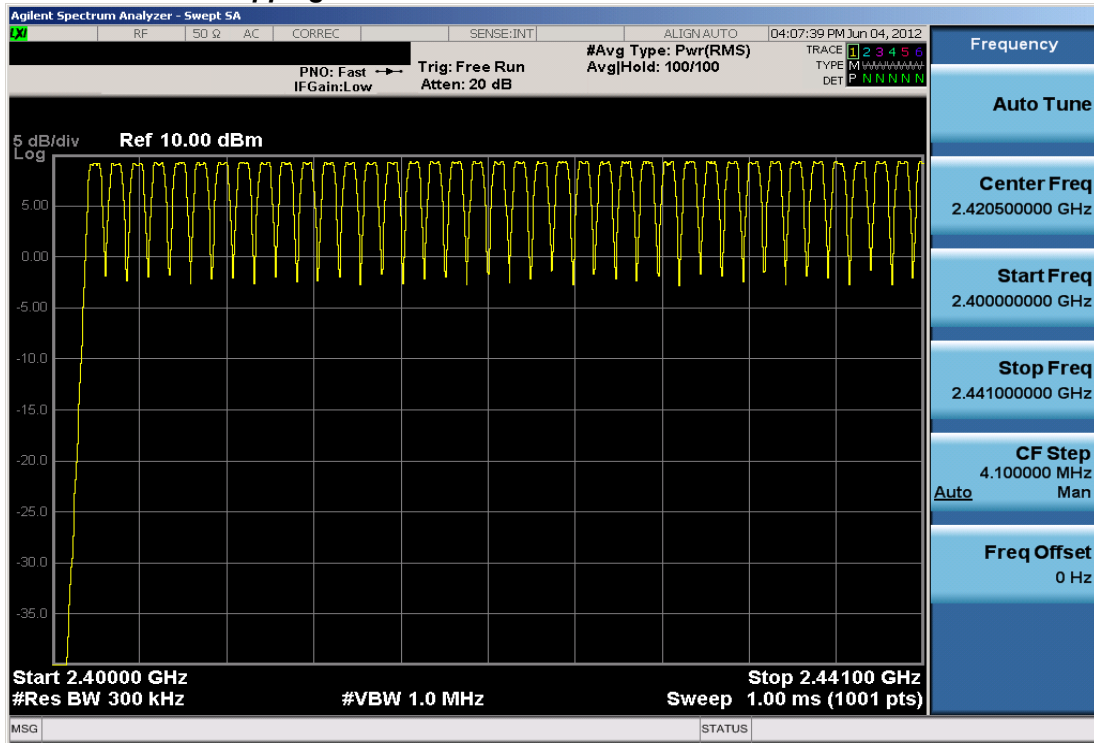 Agilent Spectrum Analyzer - Swept SA
LXI RF 50 Ω AC CORREC SENSE:INT ALIGN AUTO 04:07:39 PM Jun 04, 2012
PNO: Fast
IFGain:Low
Trig: Free Run
Atten: 20 dB
#Avg Type: Pwr(RMS)
Avg|Hold: 100/100
TRACE 1 2 3 4 5 6
TYPE M WWWWW
DET P N N N N N
5 dB/div Ref 10.00 dBm
Log
5.00
0.00
-5.00
-10.0
-15.0
-20.0
-25.0
-30.0
-35.0
Start 2.40000 GHz Stop 2.44100 GHz
#Res BW 300 kHz #VBW 1.0 MHz Sweep 1.00 ms (1001 pts)
MSG STATUS
Frequency
Auto Tune
Center Freq
2.420500000 GHz
Start Freq
2.400000000 GHz
Stop Freq
2.441000000 GHz
CF Step
4.100000 MHz
Auto Man
Freq Offset
0 Hz